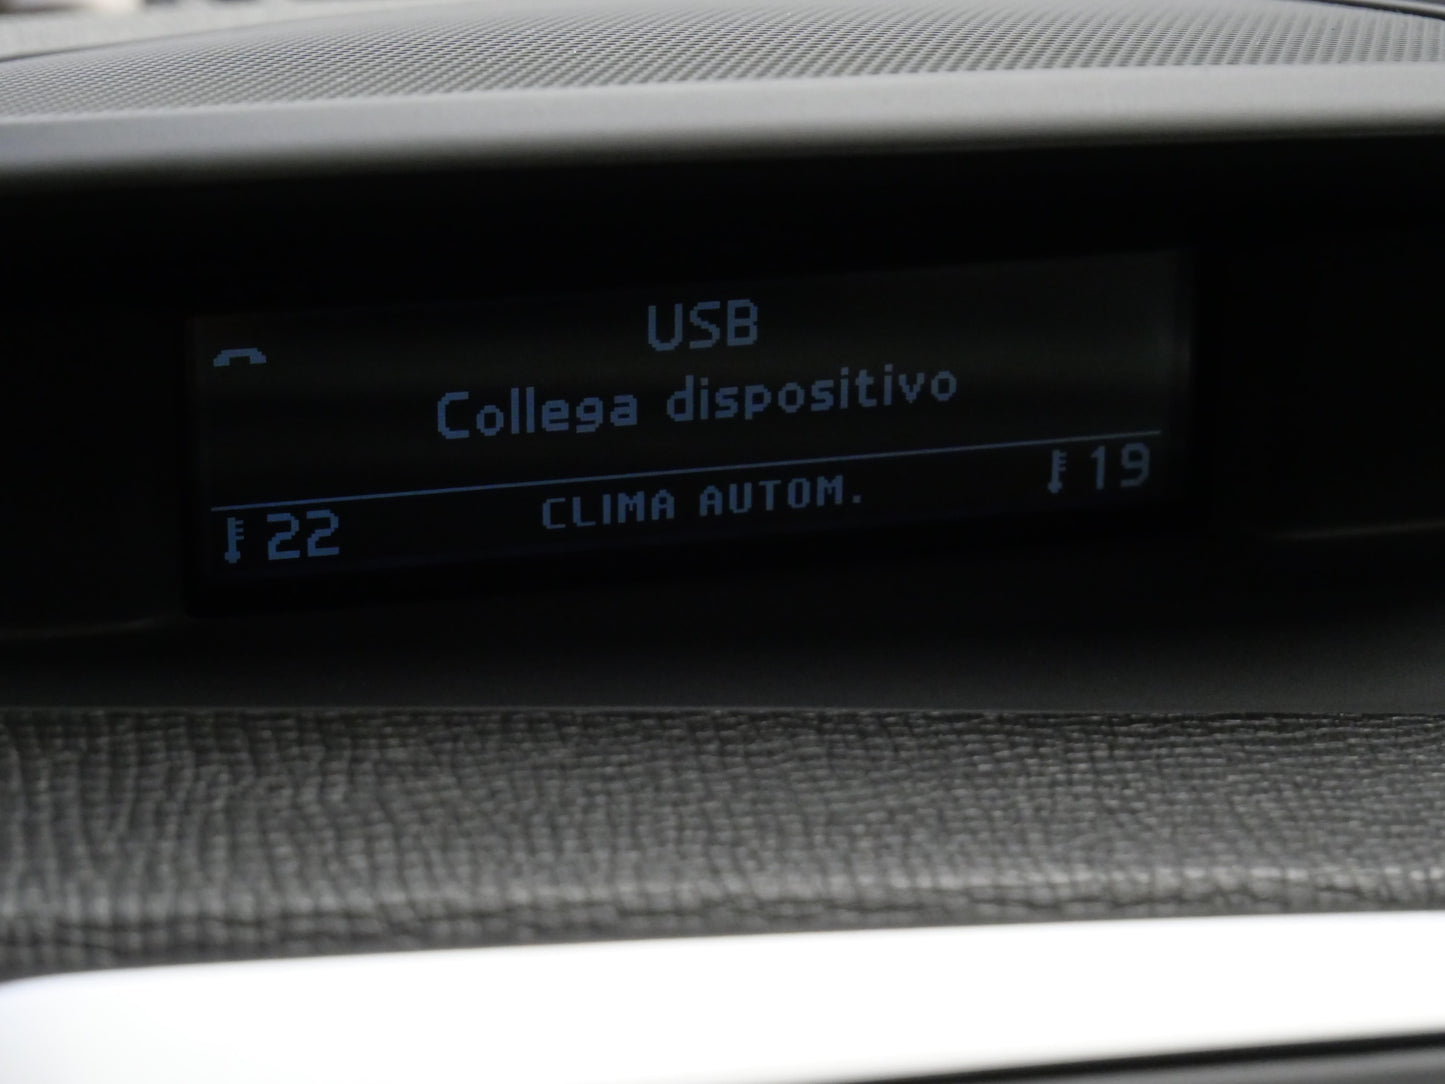 USB
Collega dispositivo
22 CLIMA AUTOM. 19